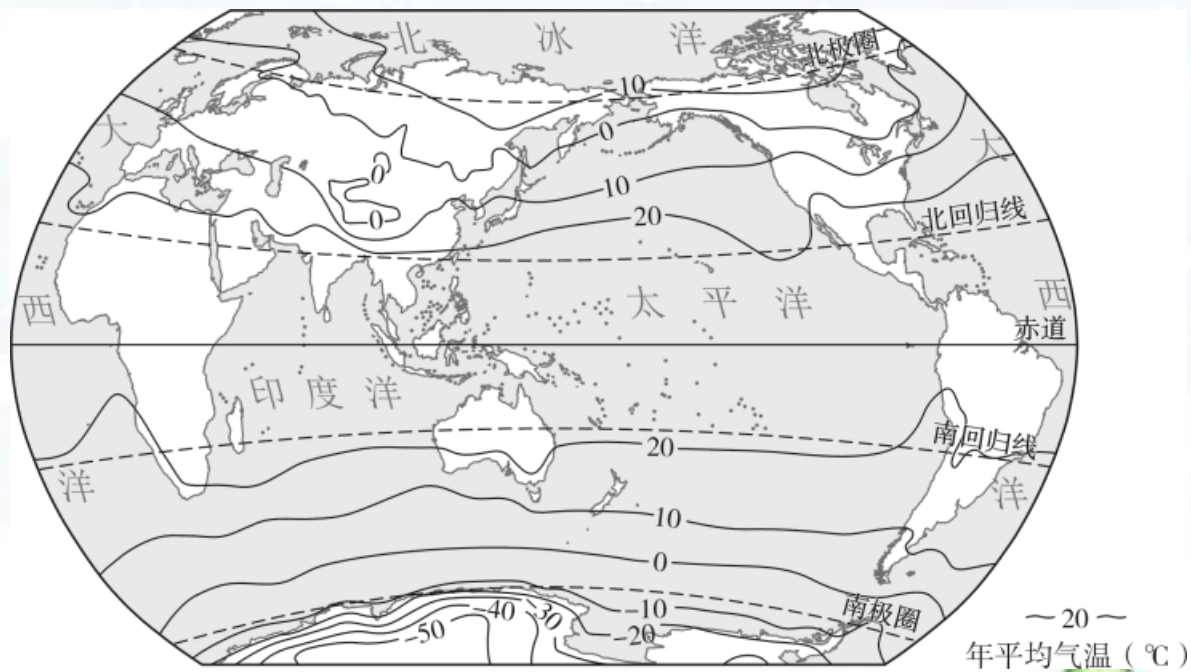 北 冰 洋
北极圈
-10
大
大
0
0
10
0
20
北回归线
西
太 平 洋
西
赤道
印 度 洋
南回归线
20
洋
洋
10
0
南极圈
-10
-40
-30
-20
-50
~20~
年平均气温（℃）